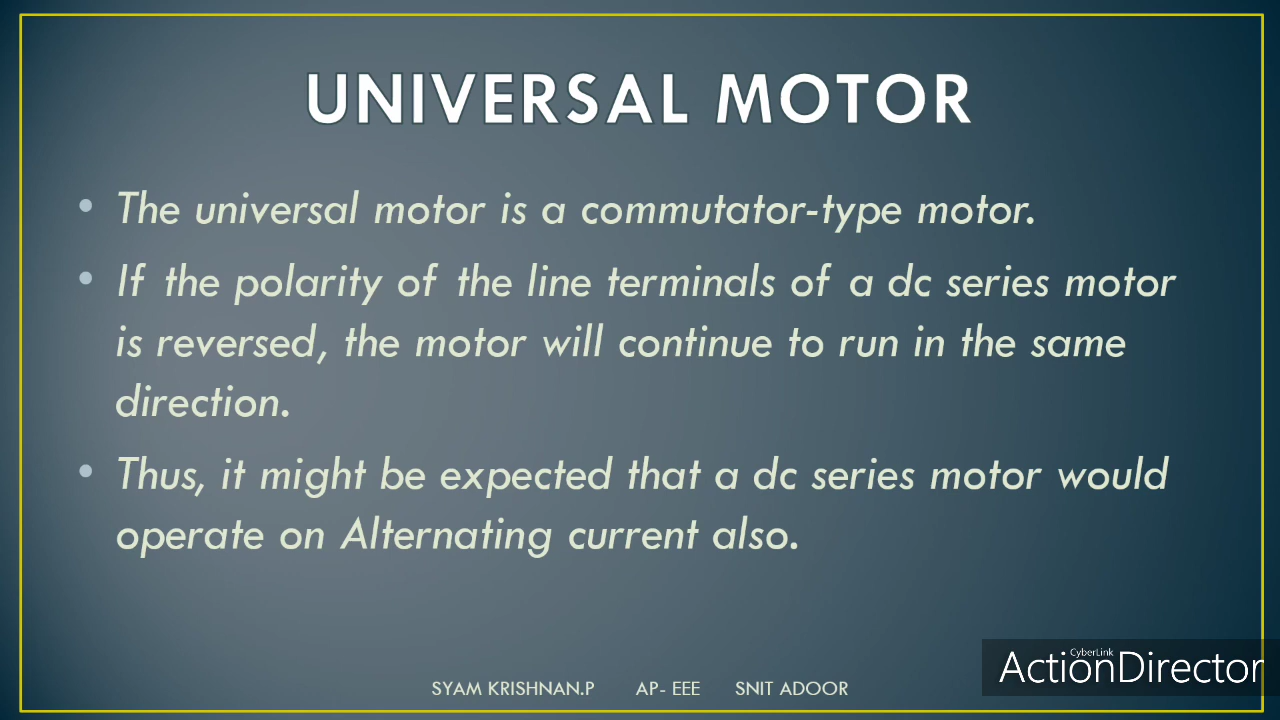 UNIVERSAL MOTOR
• The universal motor is a commutator-type motor.
• If the polarity of the line terminals of a dc series motor
is reversed, the motor will continue to run in the same
direction.
• Thus, it might be expected that a dc series motor would
operate on Alternating current also.
SYAM KRISHNAN.P AP- EEE SNIT ADOOR
CyberLink
ActionDirector